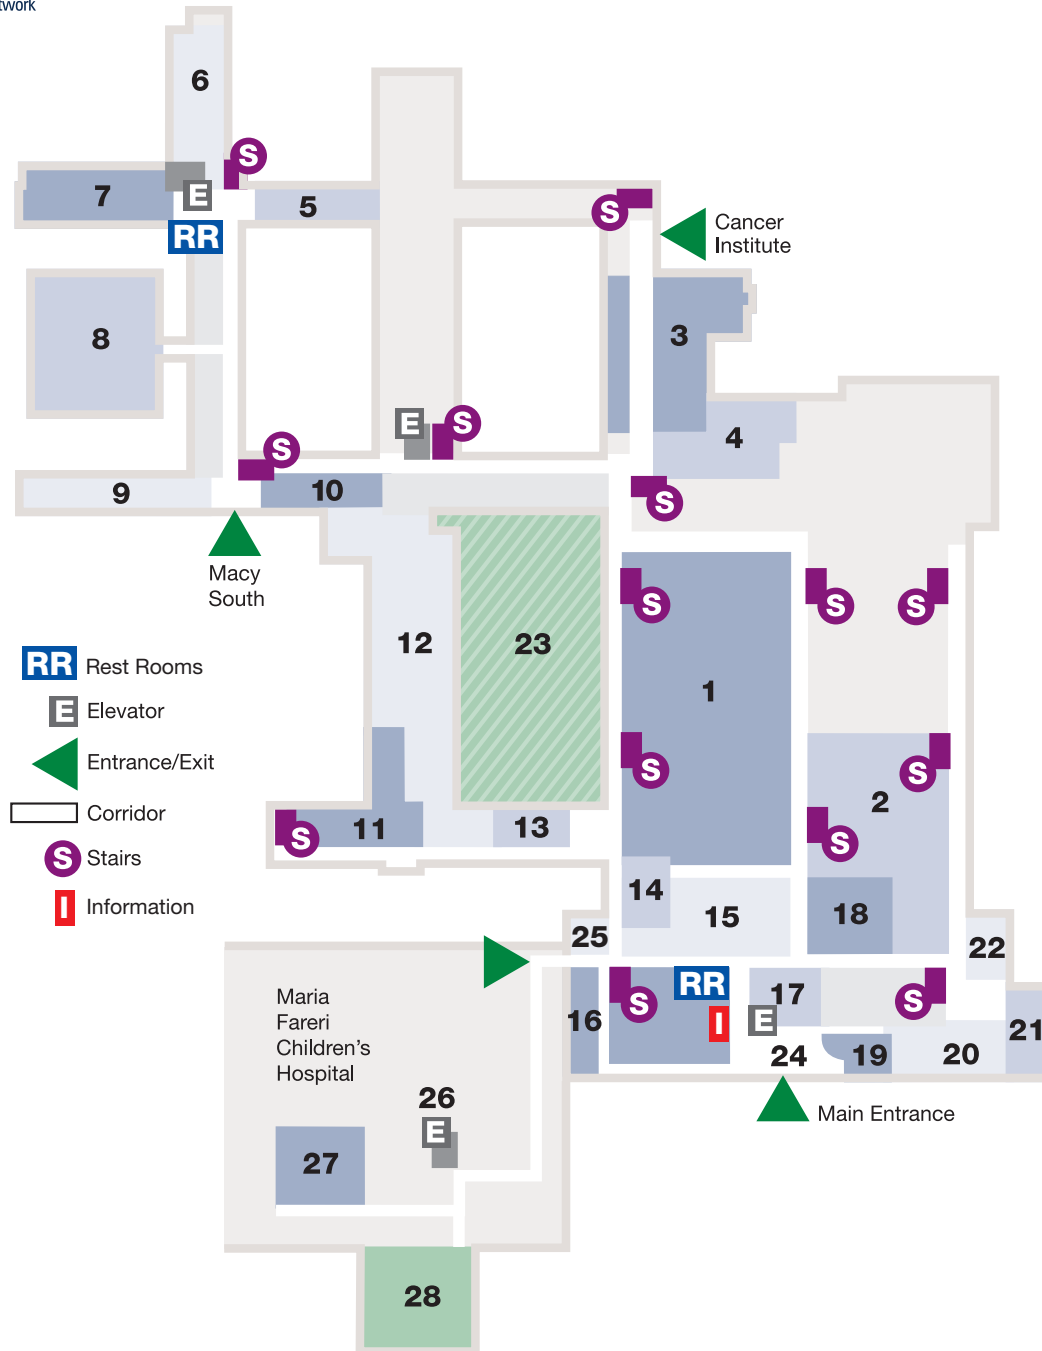 twork
6
S
7
E
5
RR
S
Cancer
Institute
8
3
E
S
4
S
9
10
S
Macy
South
S
S
S
12
23
1
RR Rest Rooms
E Elevator
Entrance/Exit
Corridor
S Stairs
I Information
S
S
2
11
S
13
S
14
15
18
25
22
Maria
Fareri
Children's
Hospital
16
S
RR
I
17
E
S
21
24
19
20
Main Entrance
26
E
27
28